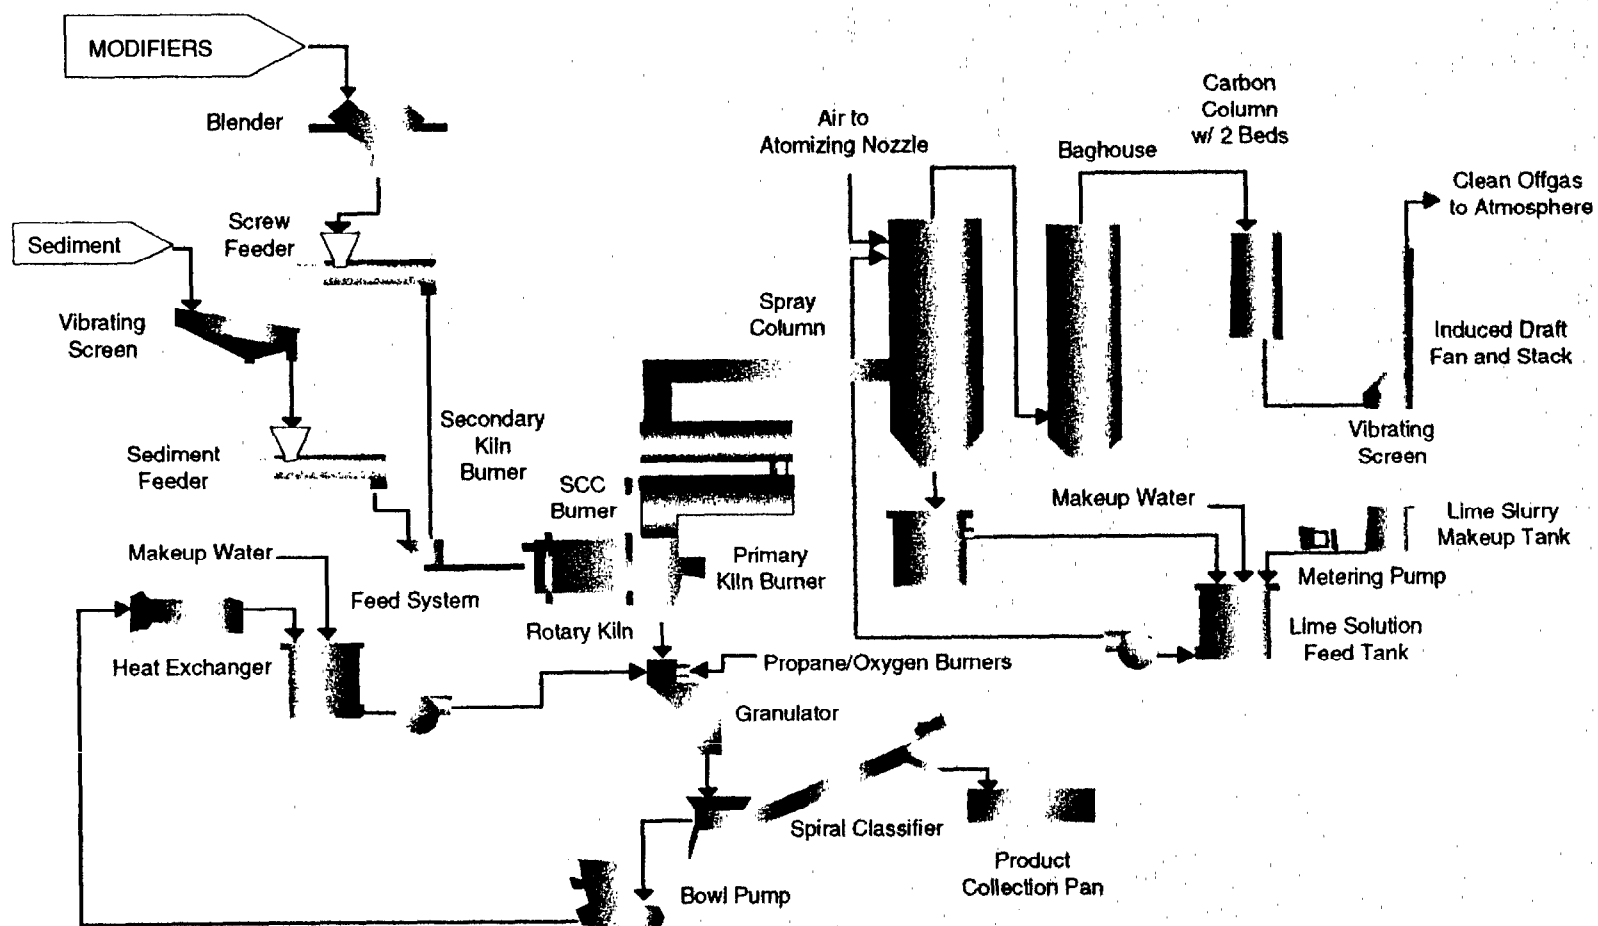 MODIFIERS
Blender
Screw
Feeder
Sediment
Vibrating
Screen
Sediment
Feeder
Secondary
Kiln
Burner
SCC
Burner
Makeup Water
Feed System
Rotary Kiln
Primary
Kiln Burner
Heat Exchanger
Propane/Oxygen Burners
Granulator
Spiral Classifier
Bowl Pump
Product
Collection Pan
Air to
Atomizing Nozzle
Spray
Column
Baghouse
Carbon
Column
w/ 2 Beds
Clean Offgas
to Atmosphere
Induced Draft
Fan and Stack
Vibrating
Screen
Makeup Water
Lime Slurry
Makeup Tank
Metering Pump
Lime Solution
Feed Tank